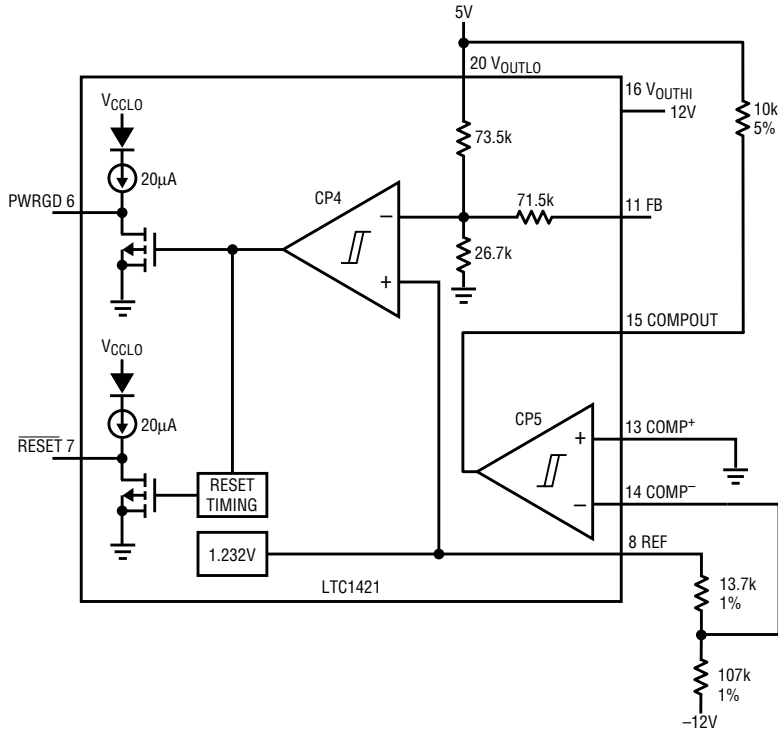 5V
20 VOUTLO
16 VOUTHI
12V
10k
5%
VCCLO
73.5k
20µA
CP4
PWRGD 6
71.5k
11 FB
–
26.7k
+
15 COMPOUT
VCCLO
20µA
CP5
13 COMP+
+
RESET 7
RESET
TIMING
14 COMP–
–
1.232V
8 REF
LTC1421
13.7k
1%
107k
1%
–12V